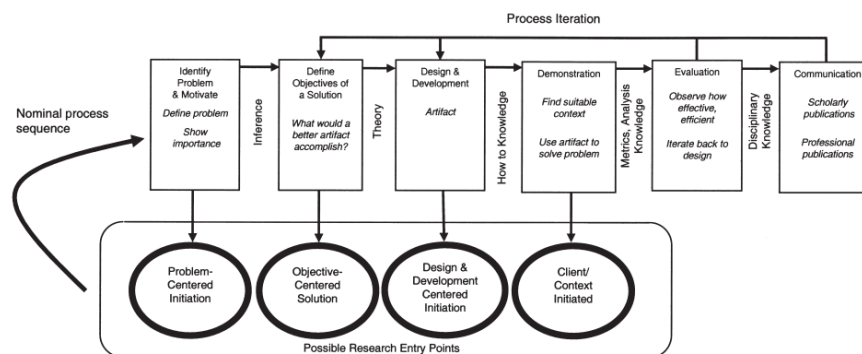 Process Iteration
Nominal process
sequence
Identify
Problem
& Motivate
Define problem
Show
importance
Inference
Define
Objectives of
a Solution
What would a
better artifact
accomplish?
Theory
Design &
Development
Artifact
How to Knowledge
Demonstration
Find suitable
context
Use artifact to
solve problem
Metrics, Analysis
Knowledge
Evaluation
Observe how
effective,
efficient
Iterate back to
design
Disciplinary
Knowledge
Communication
Scholarly
publications
Professional
publications
Problem-
Centered
Initiation
Objective-
Centered
Solution
Design &
Development
Centered
Initiation
Client/
Context
Initiated
Possible Research Entry Points